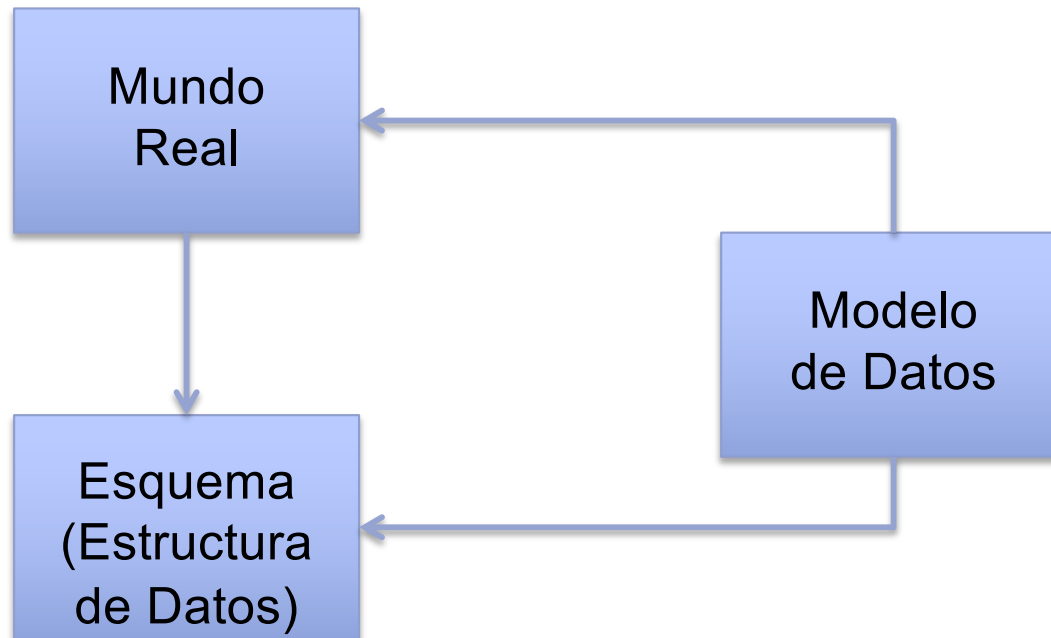 Mundo
Real
Modelo
de Datos
Esquema
(Estructura
de Datos)